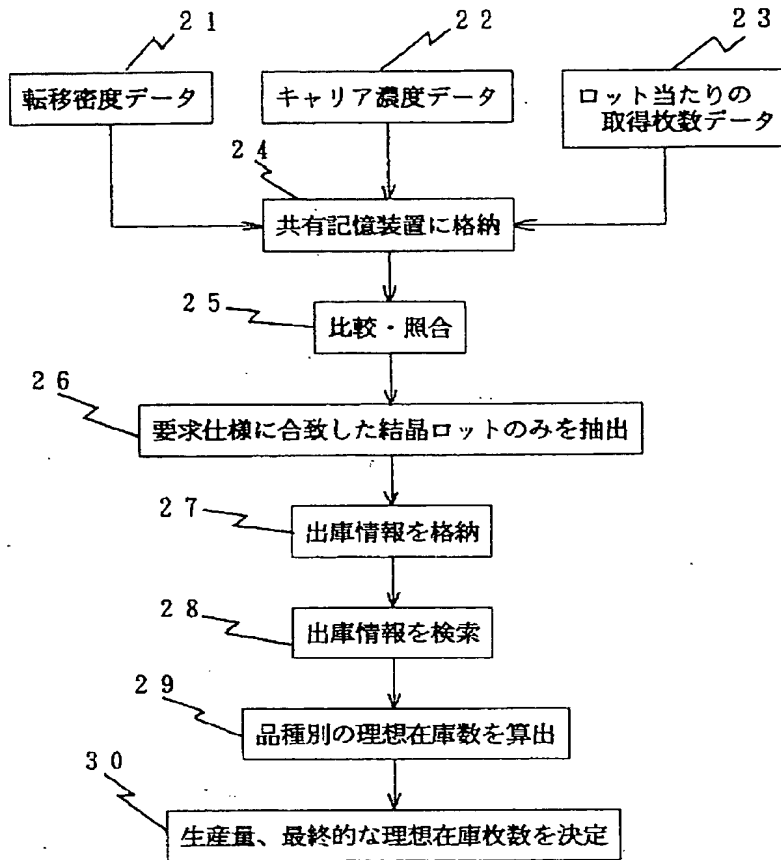 21
22
23
転移密度データ
キャリア濃度データ
ロット当たりの
取得枚数データ
24
共有記憶装置に格納
25
比較・照合
26
要求仕様に合致した結晶ロットのみを抽出
27
出庫情報を格納
28
出庫情報を検索
29
品種別の理想在庫数を算出
30
生産量、最終的な理想在庫枚数を決定